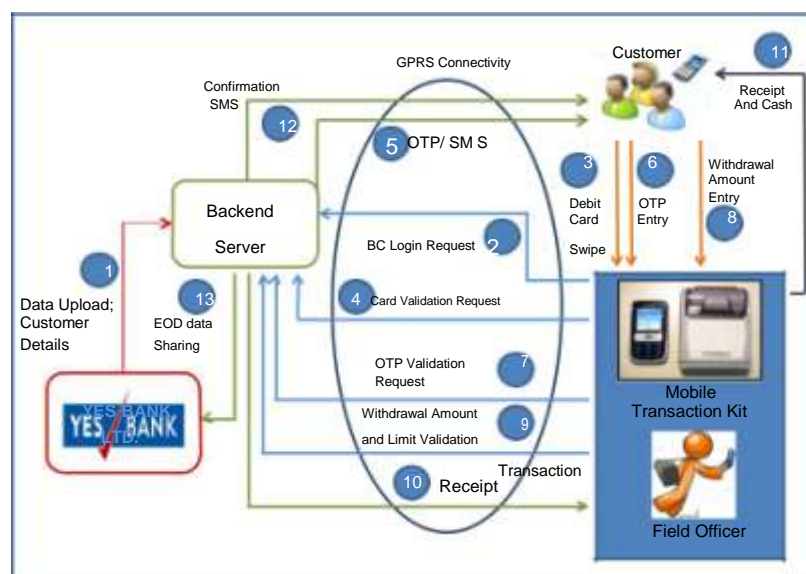 Customer
11
GPRS Connectivity
Confirmation
SMS
12
Receipt
And Cash
5
OTP/ SM S
3
6
Withdrawal
Amount
Entry
8
Debit
Card
Swipe
OTP
Entry
Backend
Server
BC Login Request
2
1
Data Upload;
Customer
Details
13
EOD data
Sharing
4
Card Validation Request
OTP Validation
Request
7
Mobile
Transaction Kit
YES BANK
YES BANK
LTD.
Withdrawal Amount
and Limit Validation
9
Transaction
10
Receipt
Field Officer